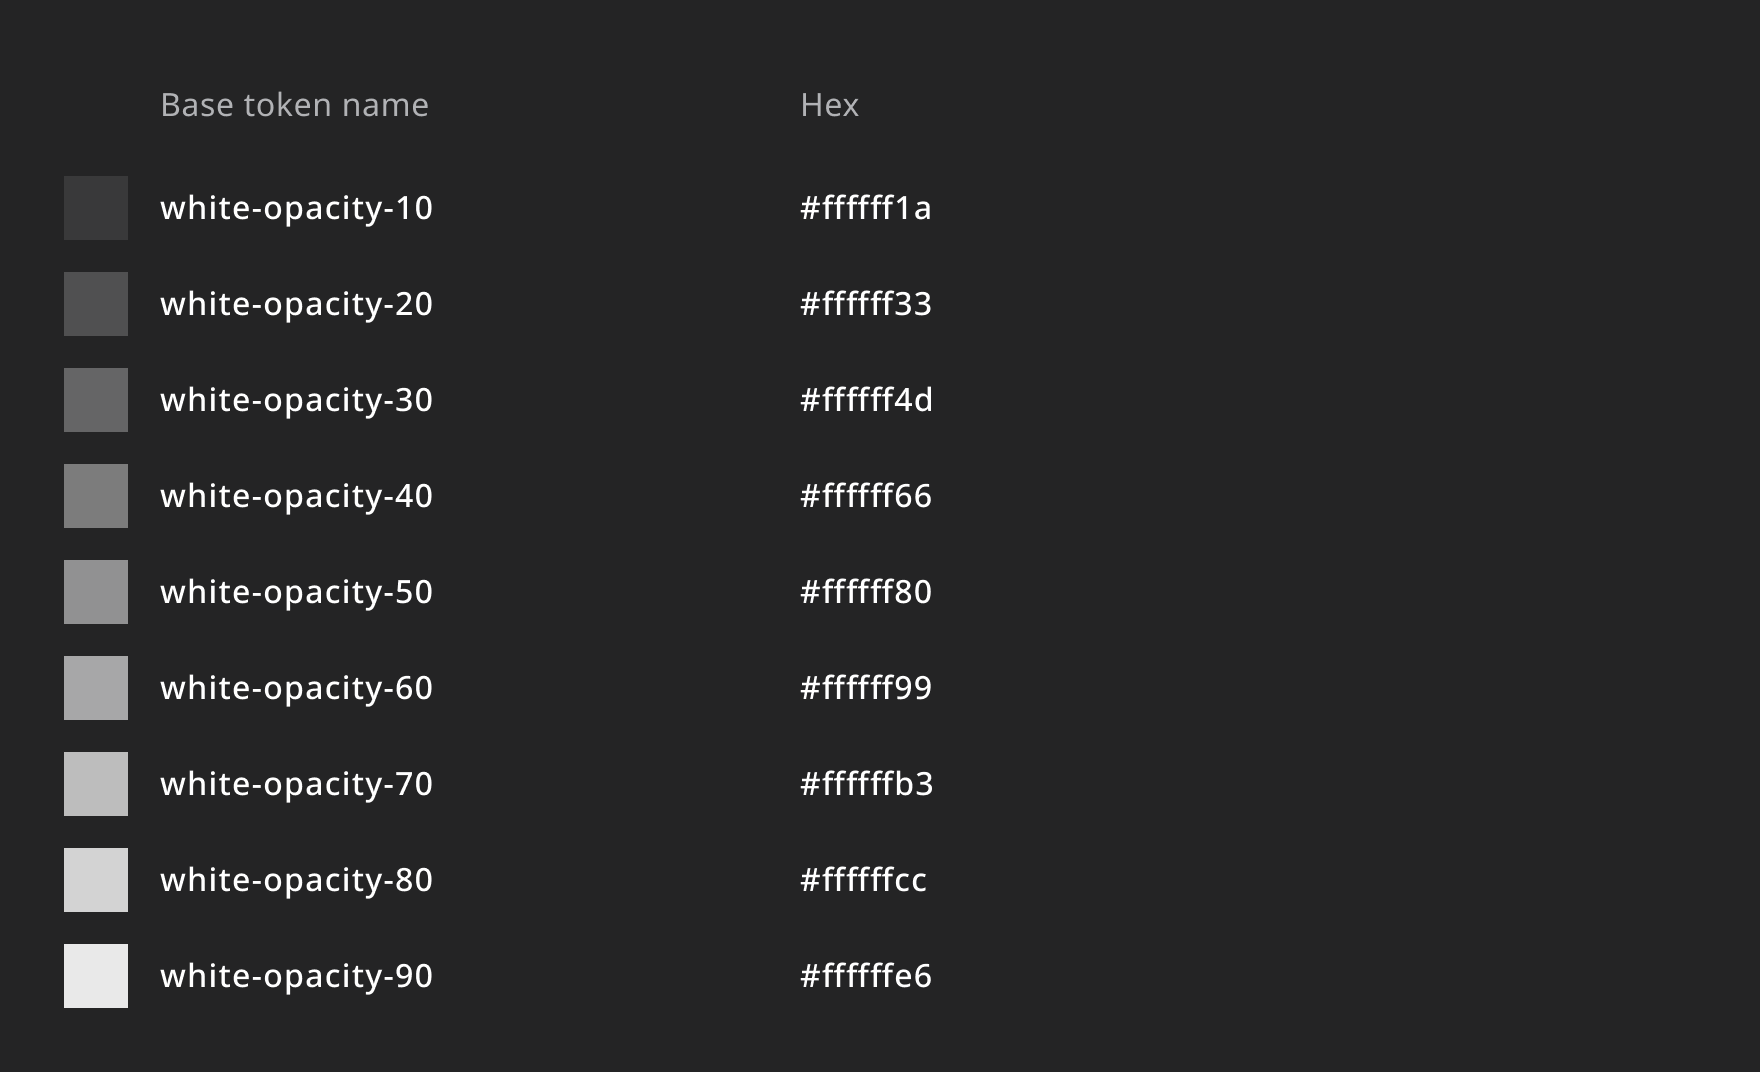 Base token name Hex
white-opacity-10 #ffffff1a
white-opacity-20 #ffffff33
white-opacity-30 #ffffff4d
white-opacity-40 #ffffff66
white-opacity-50 #ffffff80
white-opacity-60 #ffffff99
white-opacity-70 #ffffffb3
white-opacity-80 #ffffffcc
white-opacity-90 #ffffffe6